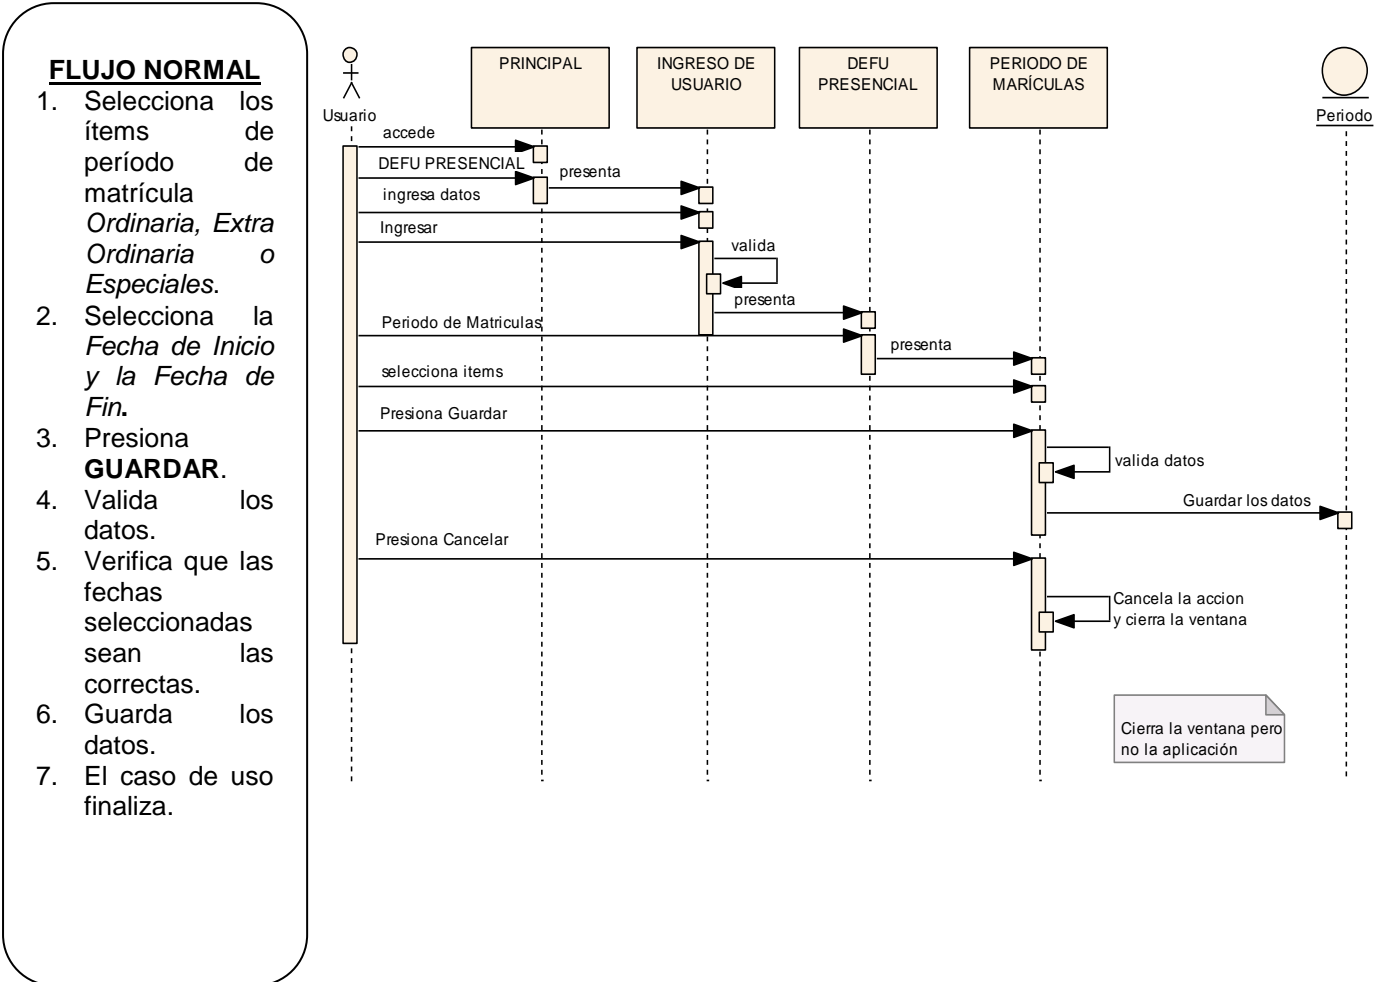 FLUJO NORMAL
1. Selecciona los
ítems de
período de
matrícula
Ordinaria, Extra
Ordinaria o
Especiales.
2. Selecciona la
Fecha de Inicio
y la Fecha de
Fin.
3. Presiona
GUARDAR.
4. Valida los
datos.
5. Verifica que las
fechas
seleccionadas
sean las
correctas.
6. Guarda los
datos.
7. El caso de uso
finaliza.
Usuario
PRINCIPAL
INGRESO DE
USUARIO
DEFU
PRESENCIAL
PERIODO DE
MARÍCULAS
Periodo
accede
DEFU PRESENCIAL
presenta
ingresa datos
Ingresar
valida
presenta
Periodo de Matriculas
presenta
selecciona items
Presiona Guardar
valida datos
Guardar los datos
Presiona Cancelar
Cancela la accion
y cierra la ventana
Cierra la ventana pero
no la aplicación